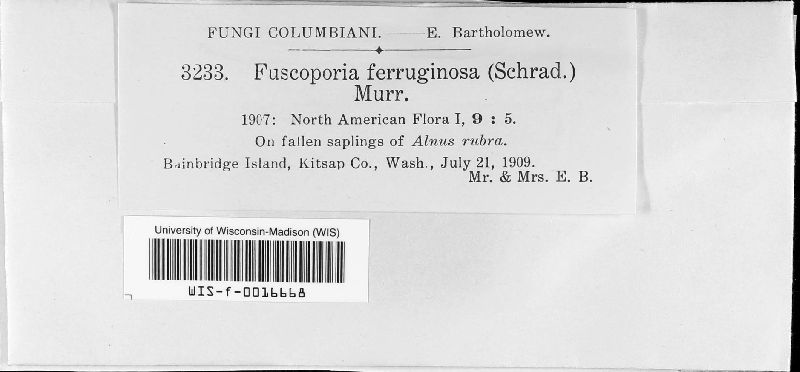 FUNGI COLUMBIANI. —— E. Bartholomew.
3233. Fuscoporia ferruginosa (Schrad.)
Murr.
1907: North American Flora I, 9 : 5.
On fallen saplings of Alnus rubra.
Bainbridge Island, Kitsap Co., Wash., July 21, 1909.
Mr. & Mrs. E. B.
University of Wisconsin-Madison (WIS)
WIS-f-0016668